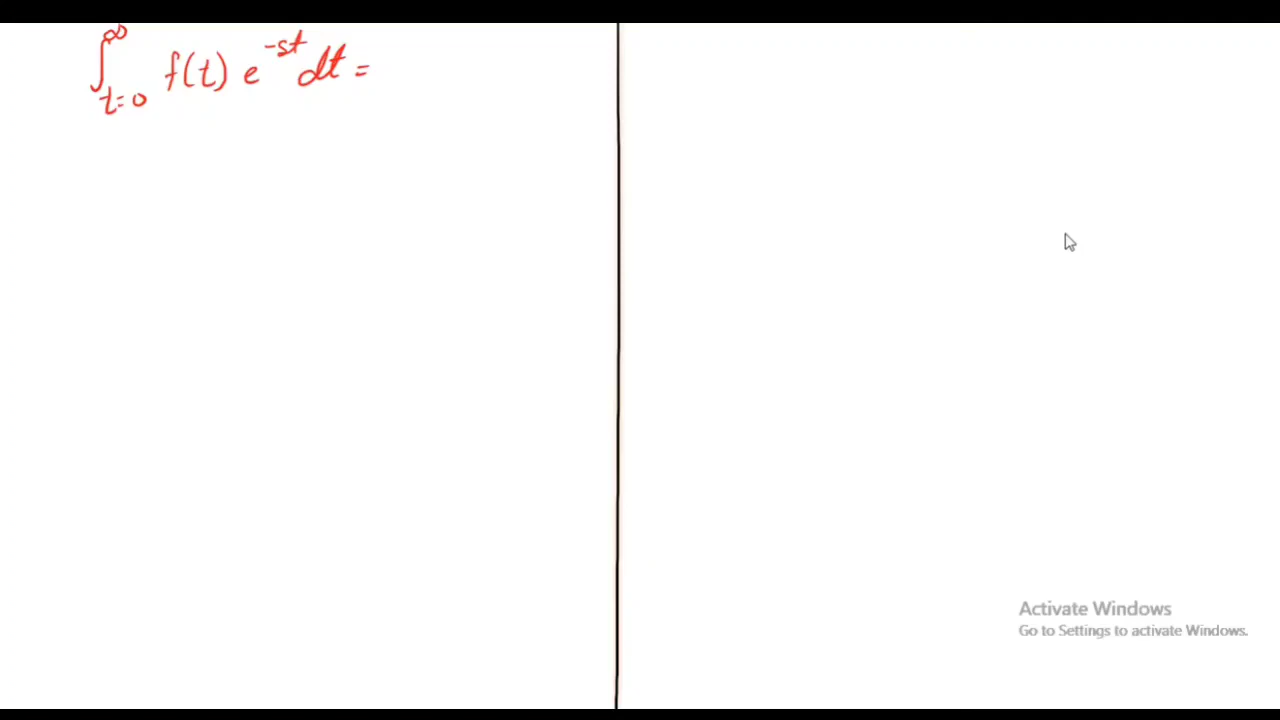 ∫_{t=0}^{∞} f(t) e^{-st} dt =
Activate Windows
Go to Settings to activate Windows.